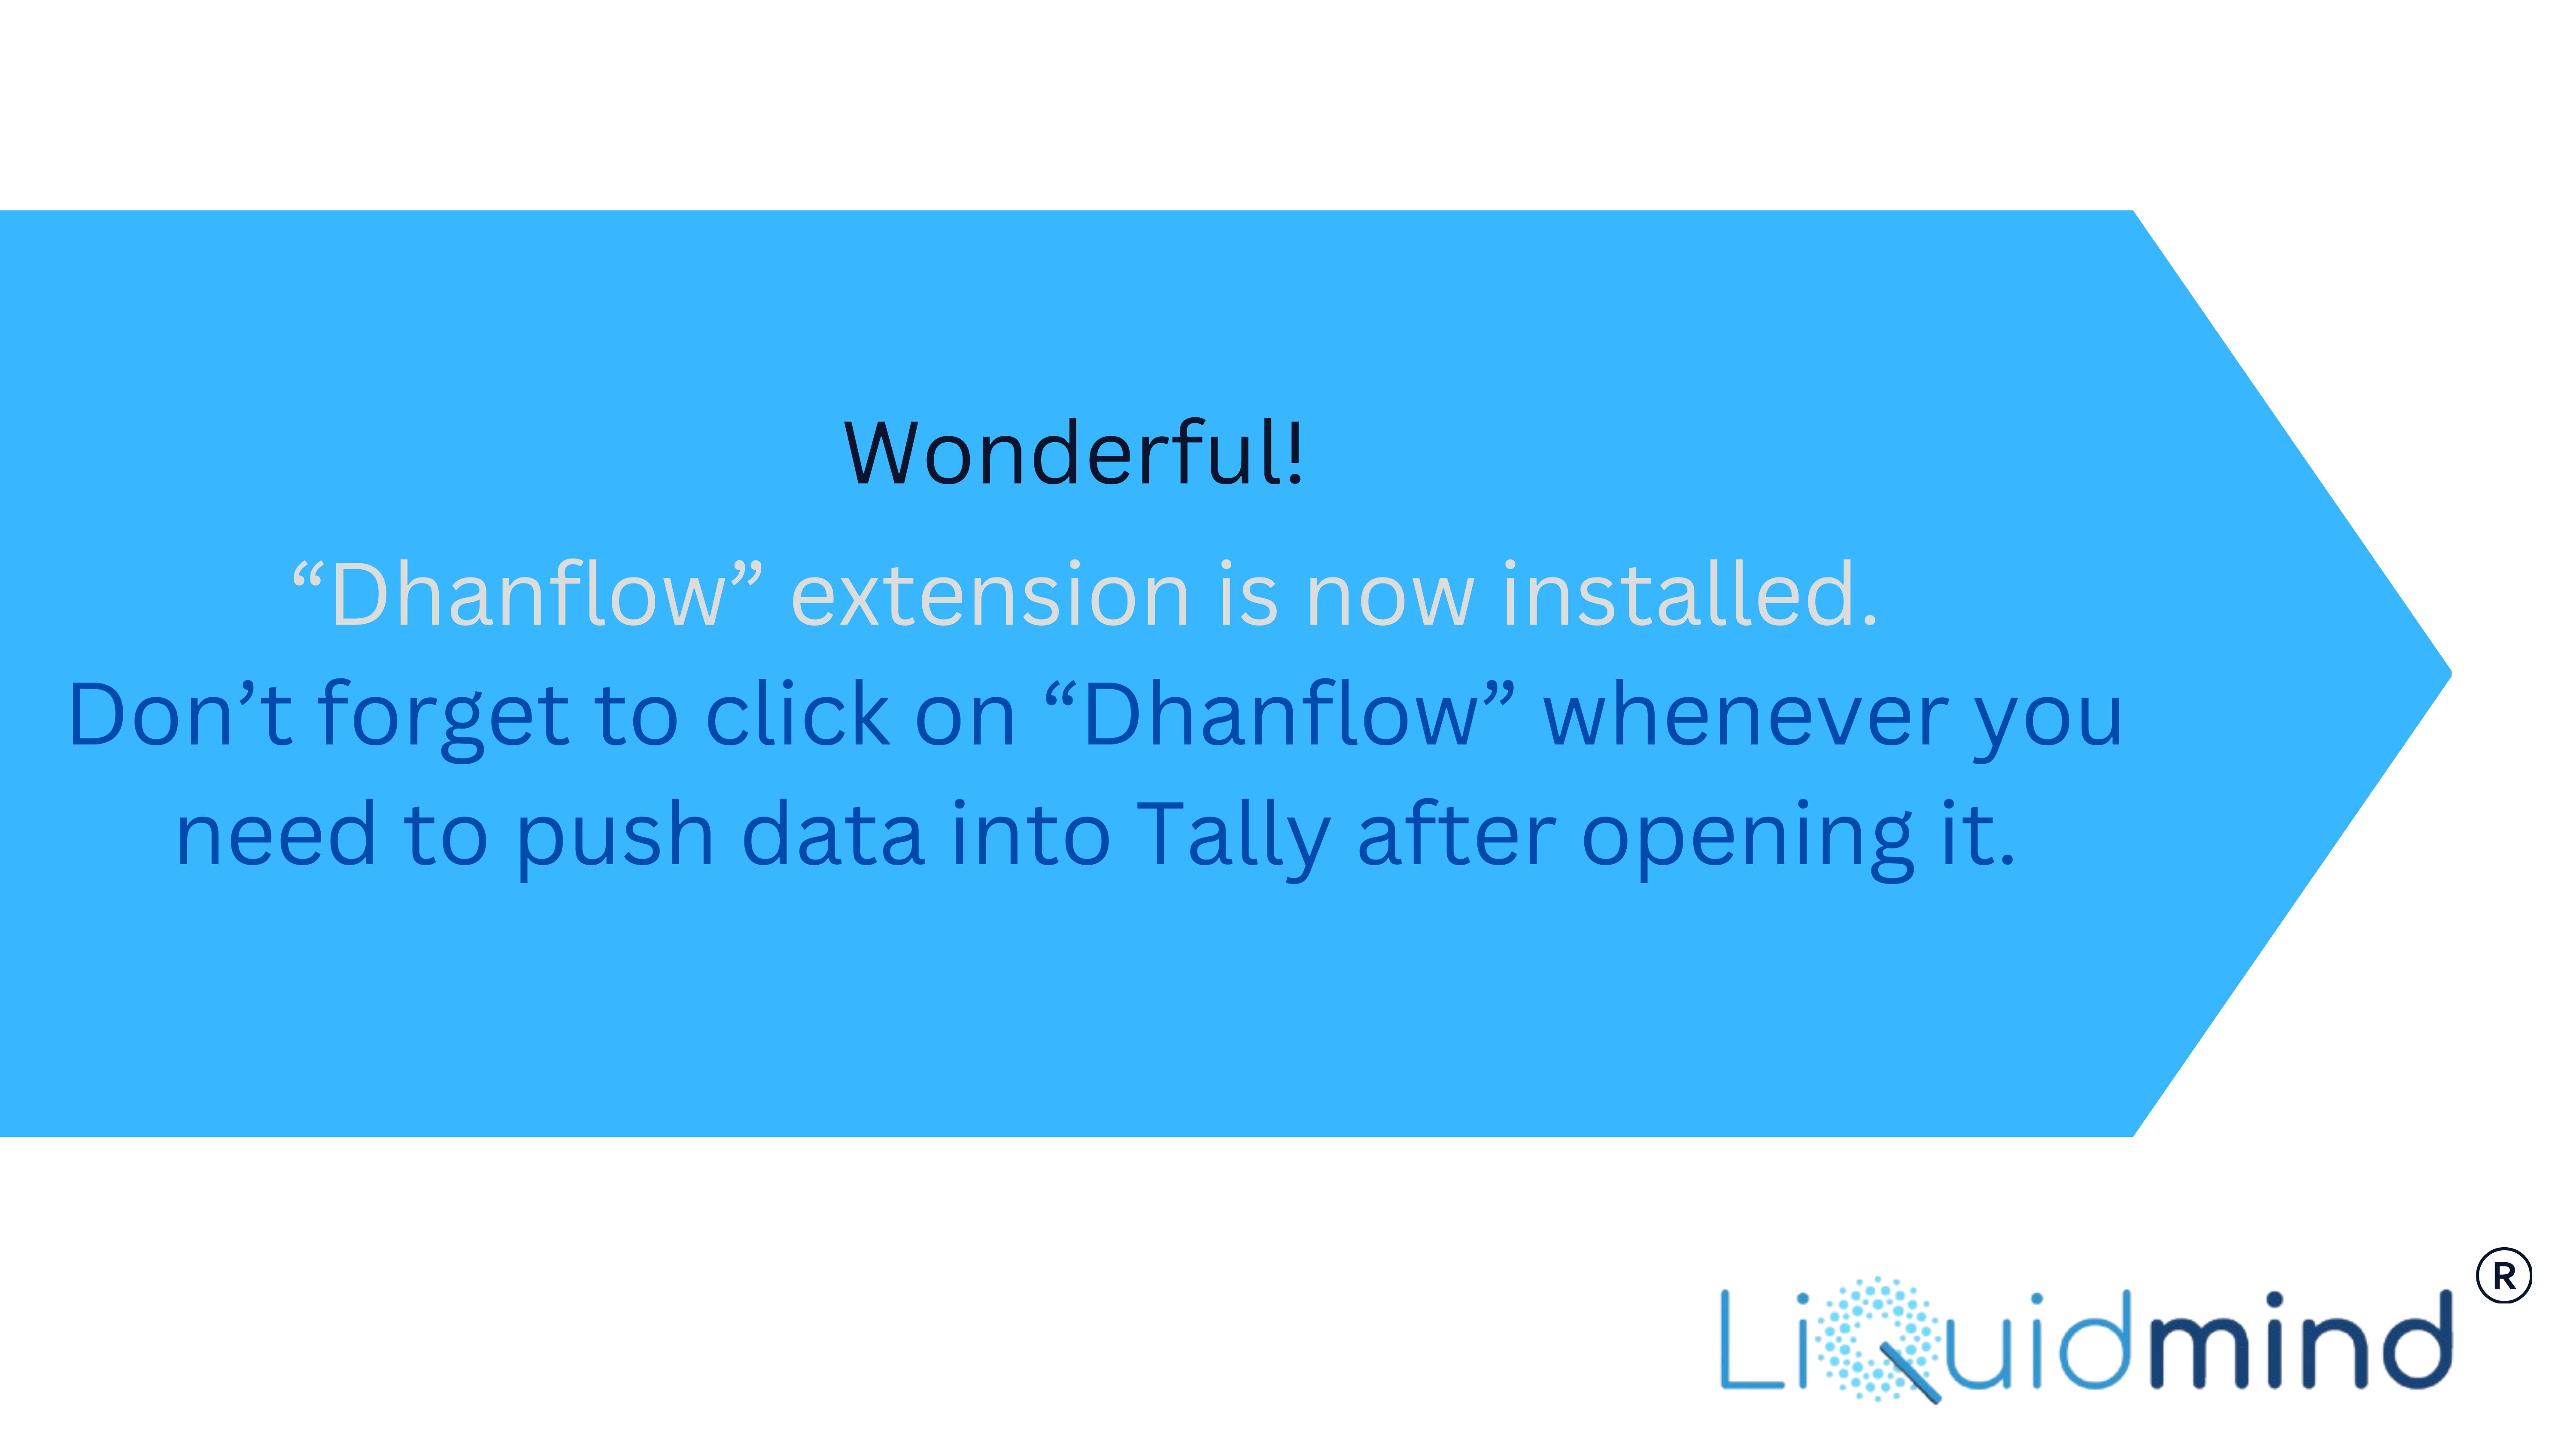 Wonderful!
“Dhanflow” extension is now installed.
Don’t forget to click on “Dhanflow” whenever you
need to push data into Tally after opening it.
LiQuidmind ®